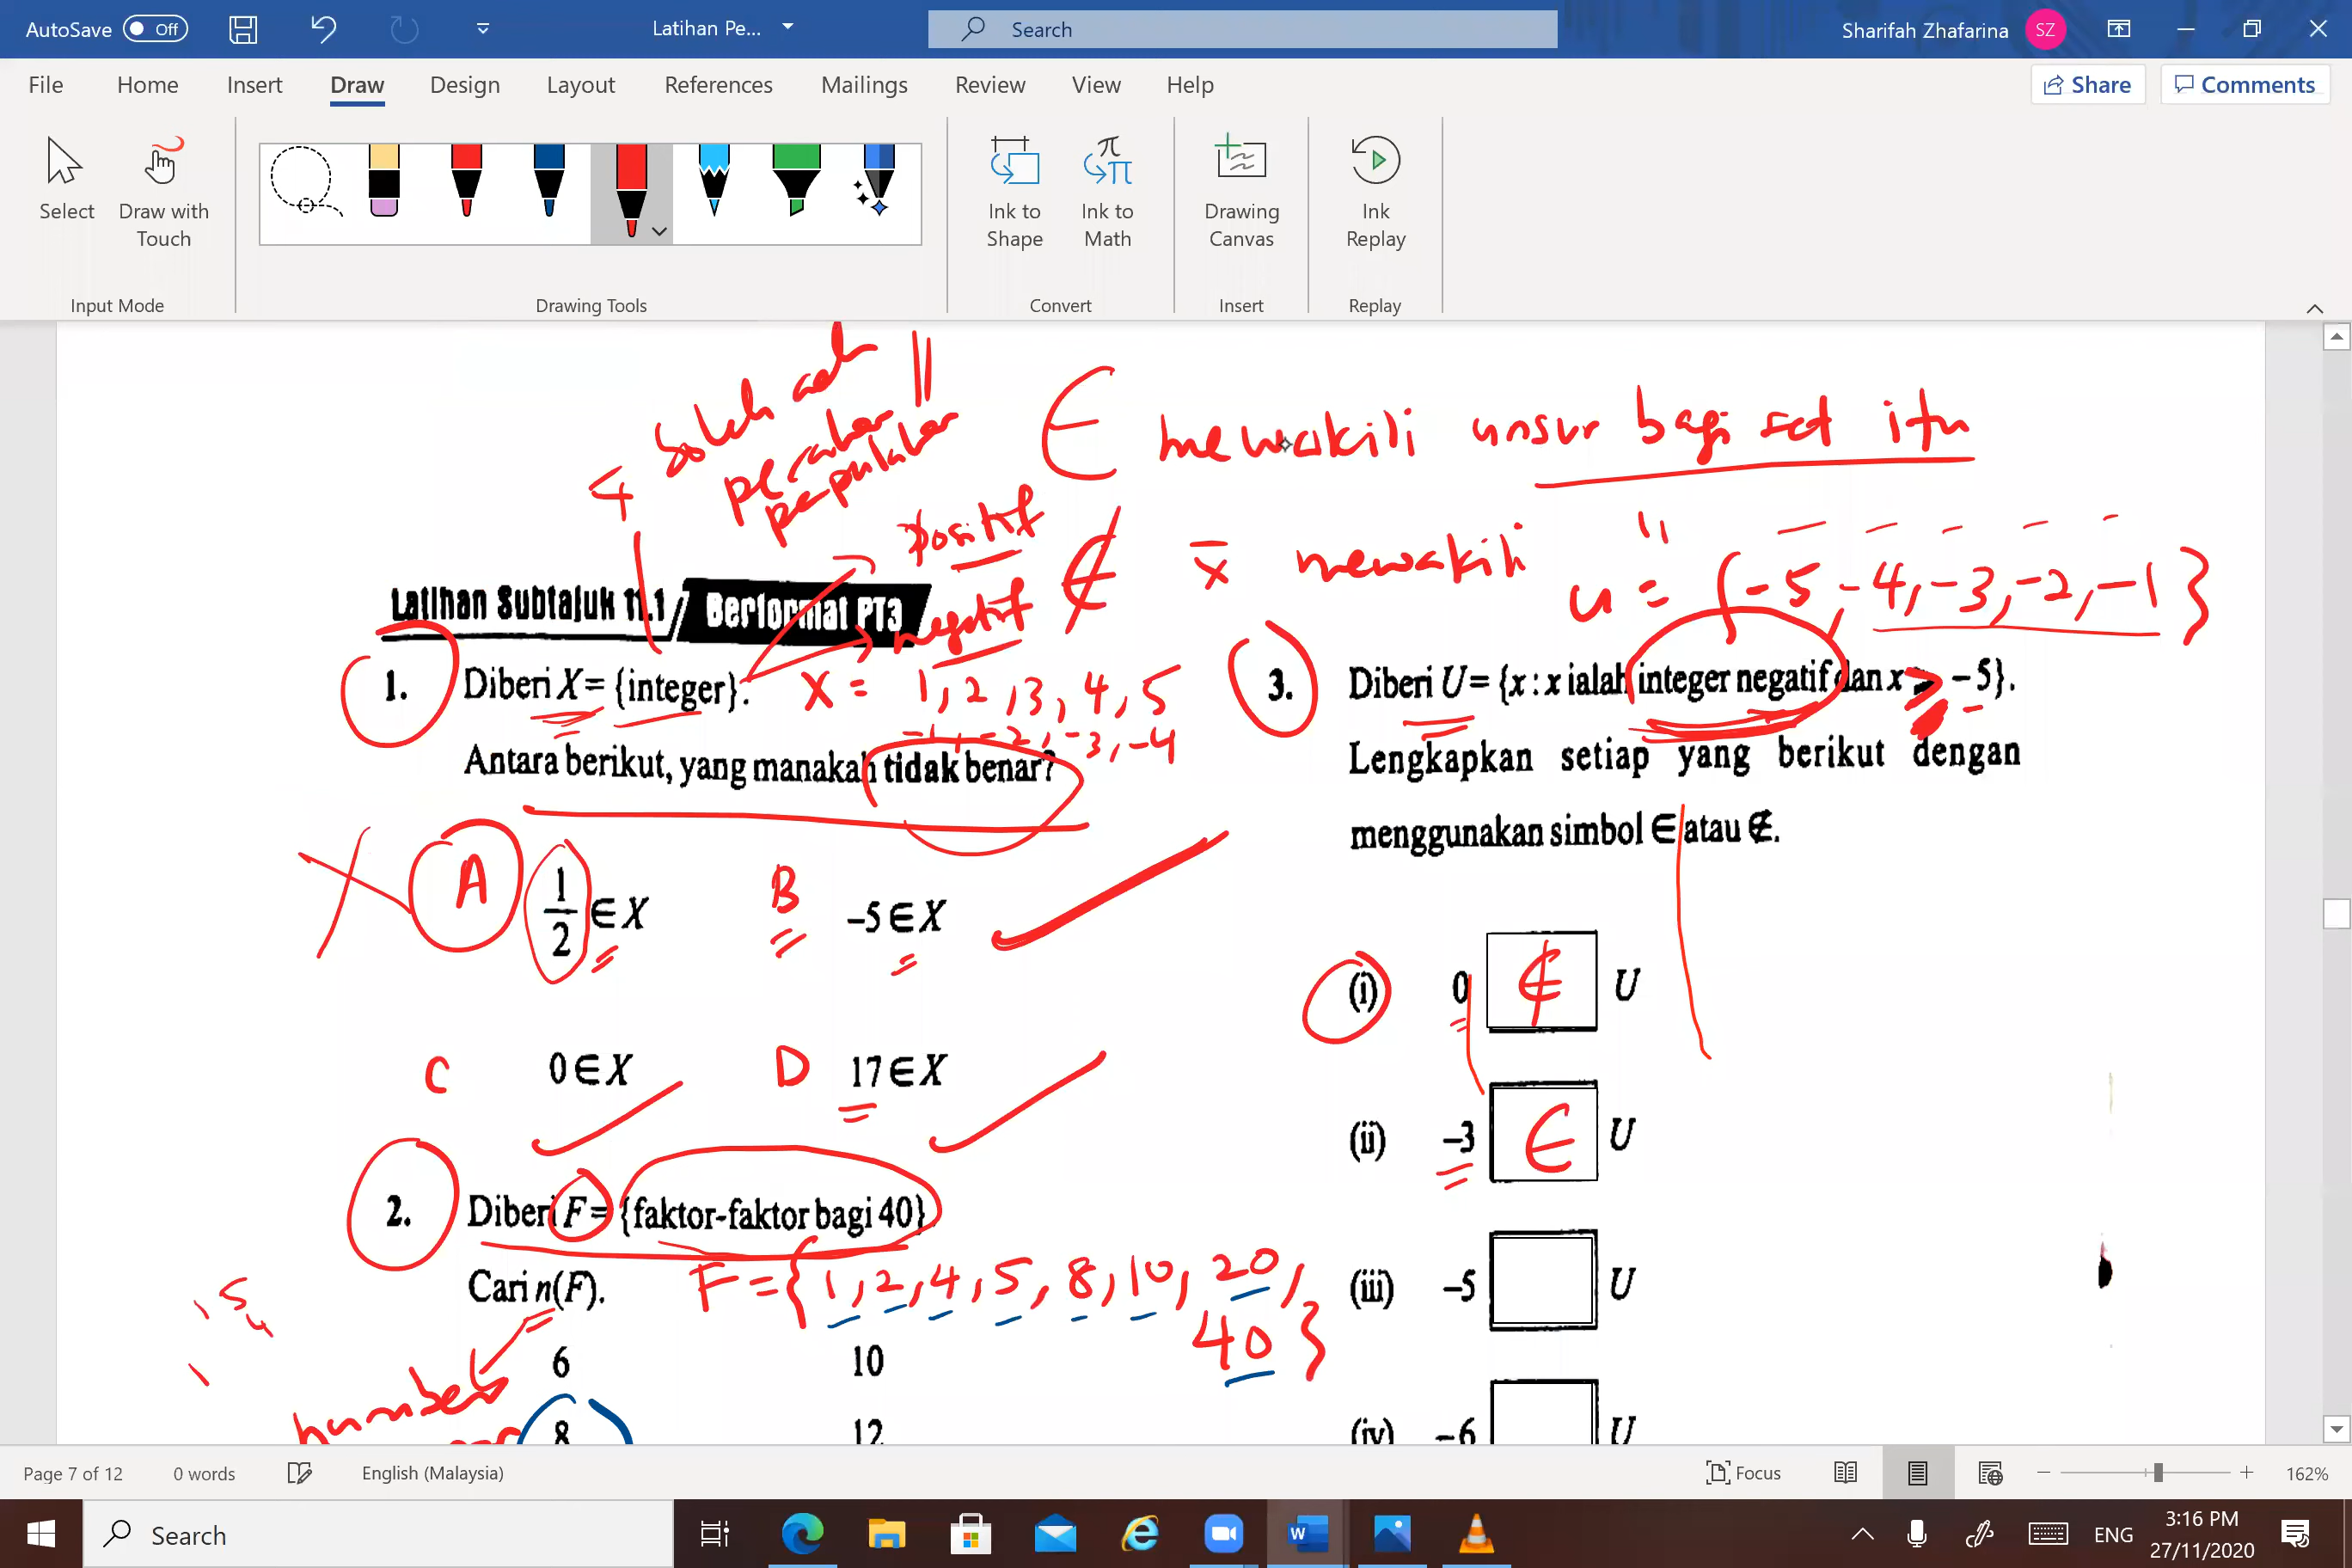 AutoSave Off Latihan Pe... Search Sharifah Zhafarina SZ
File Home Insert Draw Design Layout References Mailings Review View Help Share Comments
Select Draw with Touch Ink to Shape Ink to Math Drawing Canvas Ink Replay
Input Mode Drawing Tools Convert Insert Replay
∈ mewakili unsur bagi set itu
positif
negatif
∉ x̄ mewakili "
U = {-5, -4, -3, -2, -1}
Latihan Subtajuk 11.1 Berformat PT3
1. Diberi X = {integer}.
X = 1, 2, 3, 4, 5
-1, -2, -3, -4
Antara berikut, yang manakah tidak benar?
A 1/2 ∈ X B –5 ∈ X
C 0 ∈ X D 17 ∈ X
2. Diberi F = {faktor-faktor bagi 40}
Cari n(F).
F = {1, 2, 4, 5, 8, 10, 20,
40}
6 10
8 12
3. Diberi U = {x : x ialah integer negatif dan x ≥ –5}.
Lengkapkan setiap yang berikut dengan
menggunakan simbol ∈ atau ∉.
(i) 0 ∉ U
(ii) –3 ∈ U
(iii) –5 U
(iv) –6 U
Page 7 of 12 0 words English (Malaysia) Focus 162%
Search ENG 3:16 PM
27/11/2020